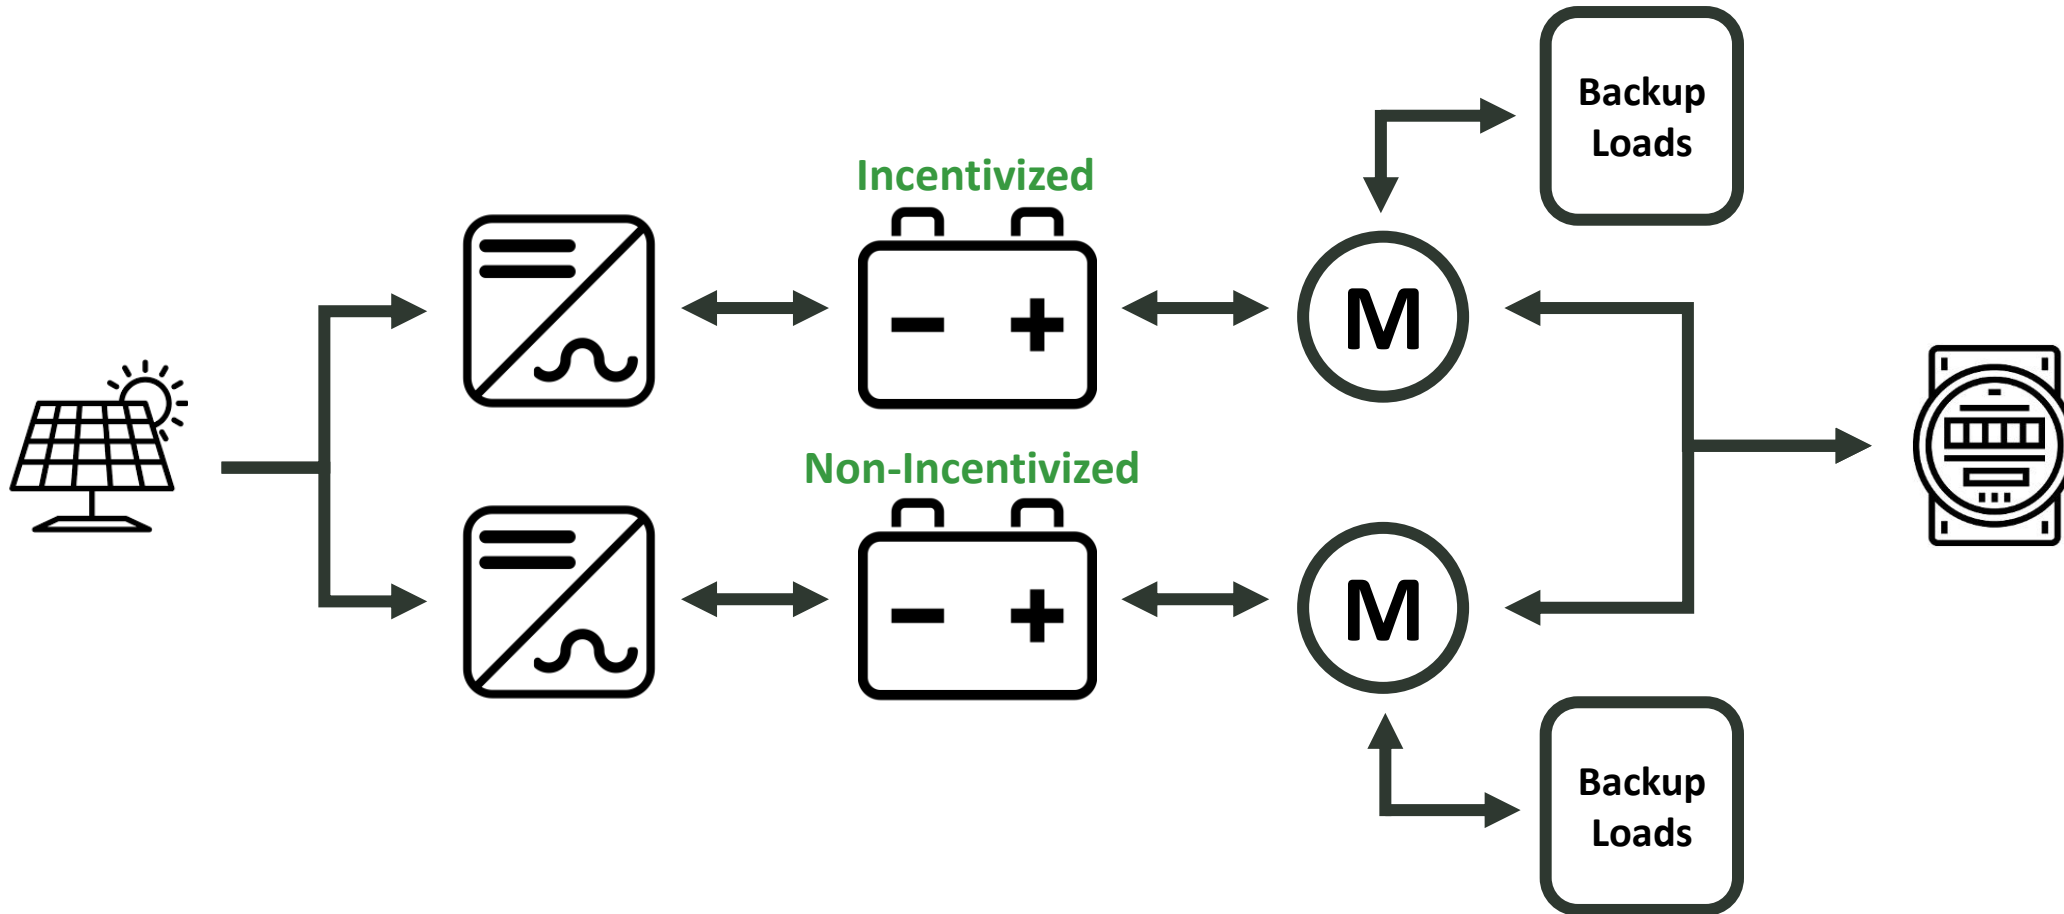 Backup
Loads
Incentivized
M
Non-Incentivized
M
Backup
Loads